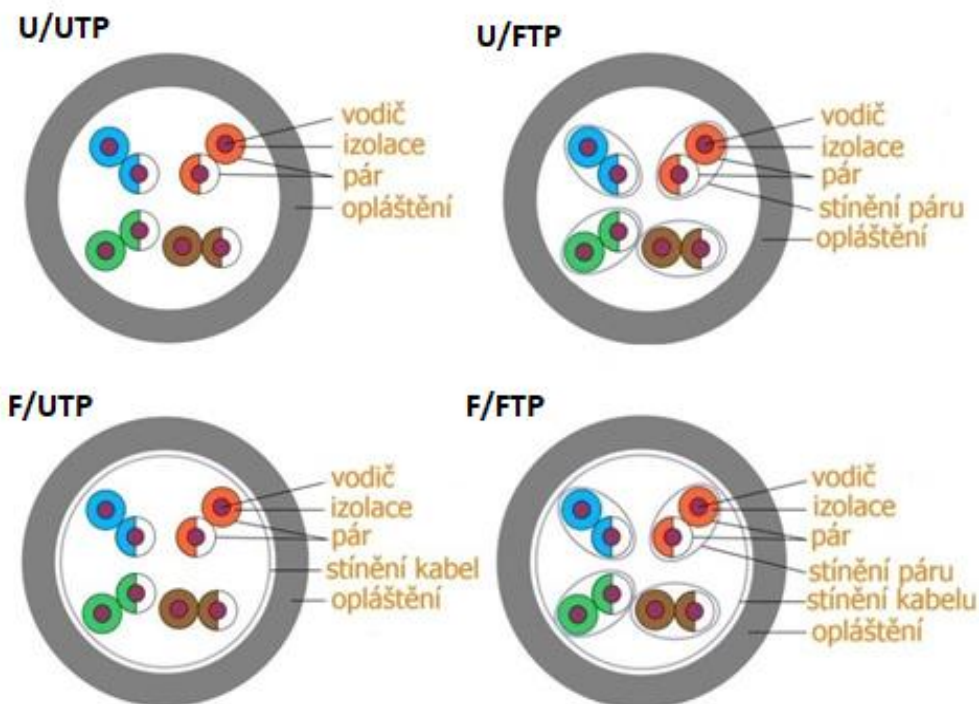 U/UTP
vodič
izolace
pár
opláštění
U/FTP
vodič
izolace
pár
stínění páru
opláštění
F/UTP
vodič
izolace
pár
stínění kabel
opláštění
F/FTP
vodič
izolace
pár
stínění páru
stínění kabelu
opláštění